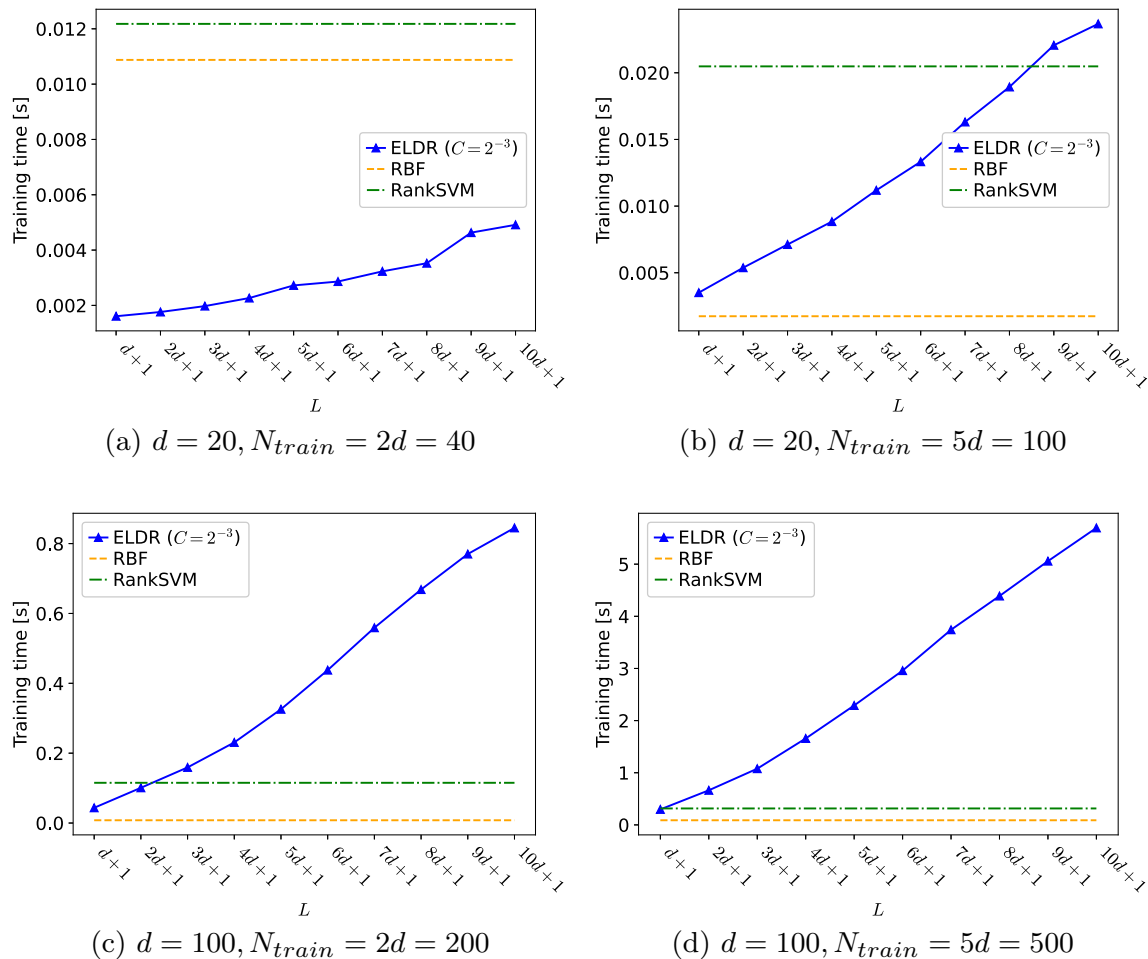 0.012
0.010
0.008
0.006
0.004
0.002
Training time [s]
ELDR (C = 2⁻³)
RBF
RankSVM
d + 1
2d + 1
3d + 1
4d + 1
5d + 1
6d + 1
7d + 1
8d + 1
9d + 1
10d + 1
L
(a) d = 20, N_train = 2d = 40
0.020
0.015
0.010
0.005
Training time [s]
ELDR (C = 2⁻³)
RBF
RankSVM
d + 1
2d + 1
3d + 1
4d + 1
5d + 1
6d + 1
7d + 1
8d + 1
9d + 1
10d + 1
L
(b) d = 20, N_train = 5d = 100
0.8
0.6
0.4
0.2
0.0
Training time [s]
ELDR (C = 2⁻³)
RBF
RankSVM
d + 1
2d + 1
3d + 1
4d + 1
5d + 1
6d + 1
7d + 1
8d + 1
9d + 1
10d + 1
L
(c) d = 100, N_train = 2d = 200
5
4
3
2
1
0
Training time [s]
ELDR (C = 2⁻³)
RBF
RankSVM
d + 1
2d + 1
3d + 1
4d + 1
5d + 1
6d + 1
7d + 1
8d + 1
9d + 1
10d + 1
L
(d) d = 100, N_train = 5d = 500